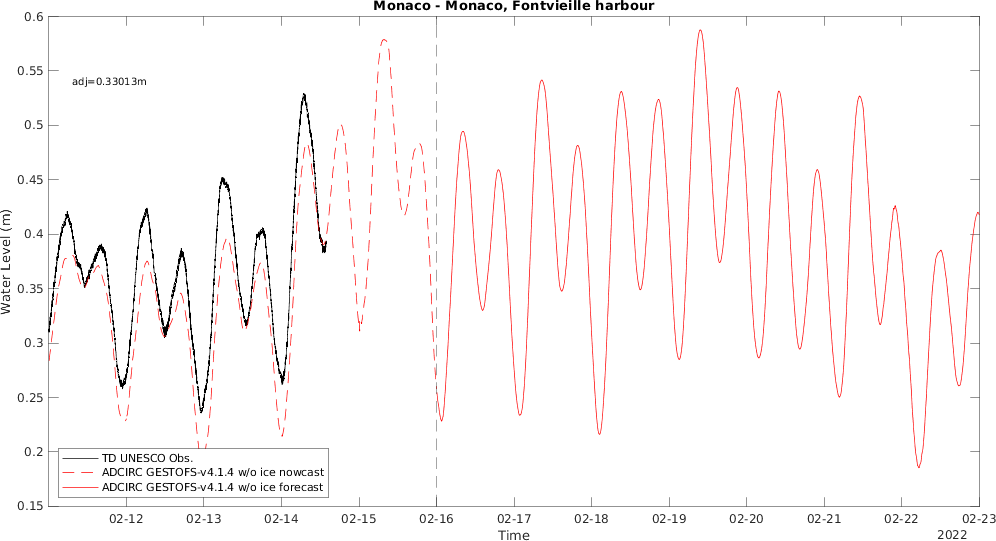 Monaco - Monaco, Fontvieille harbour
0.6
0.55
adj=0.33013m
0.5
0.45
0.4
Water Level (m)
0.35
0.3
0.25
0.2
0.15
TD UNESCO Obs.
ADCIRC GESTOFS-v4.1.4 w/o ice nowcast
ADCIRC GESTOFS-v4.1.4 w/o ice forecast
02-12 02-13 02-14 02-15 02-16 02-17 02-18 02-19 02-20 02-21 02-22 02-23
Time
2022